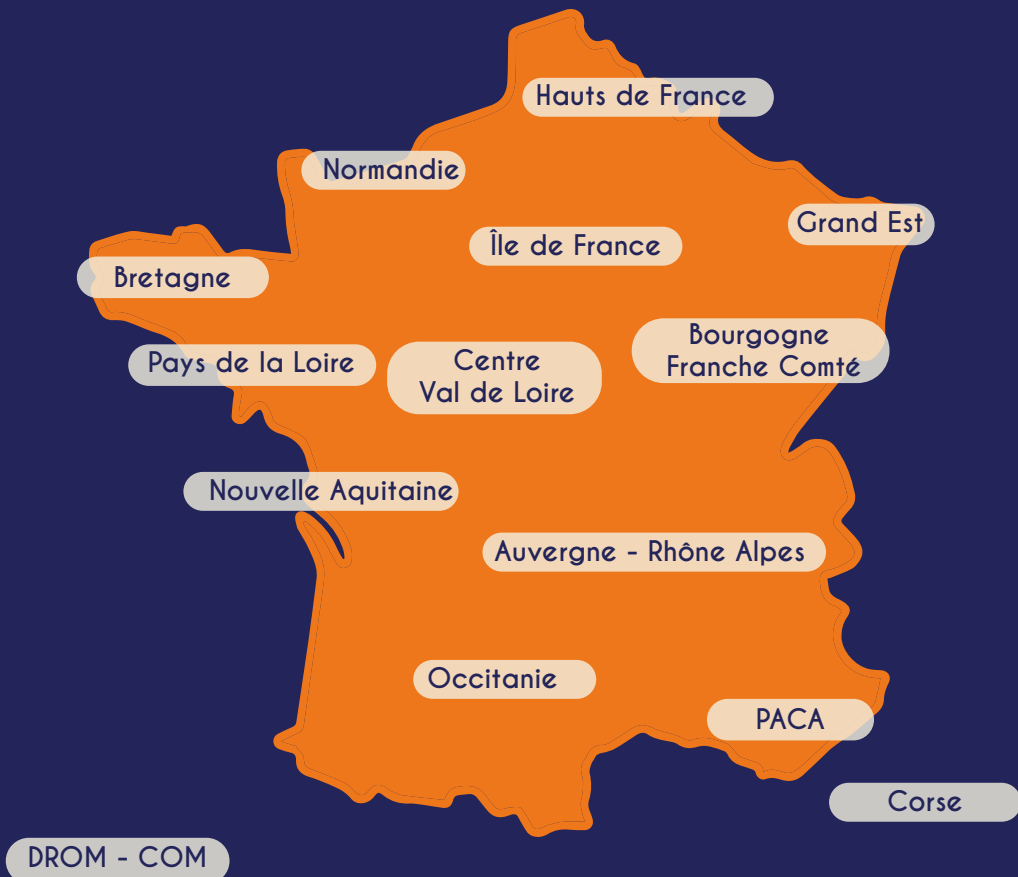 Hauts de France
Normandie
Grand Est
Île de France
Bretagne
Bourgogne
Franche Comté
Pays de la Loire
Centre
Val de Loire
Nouvelle Aquitaine
Auvergne - Rhône Alpes
Occitanie
PACA
Corse
DROM - COM